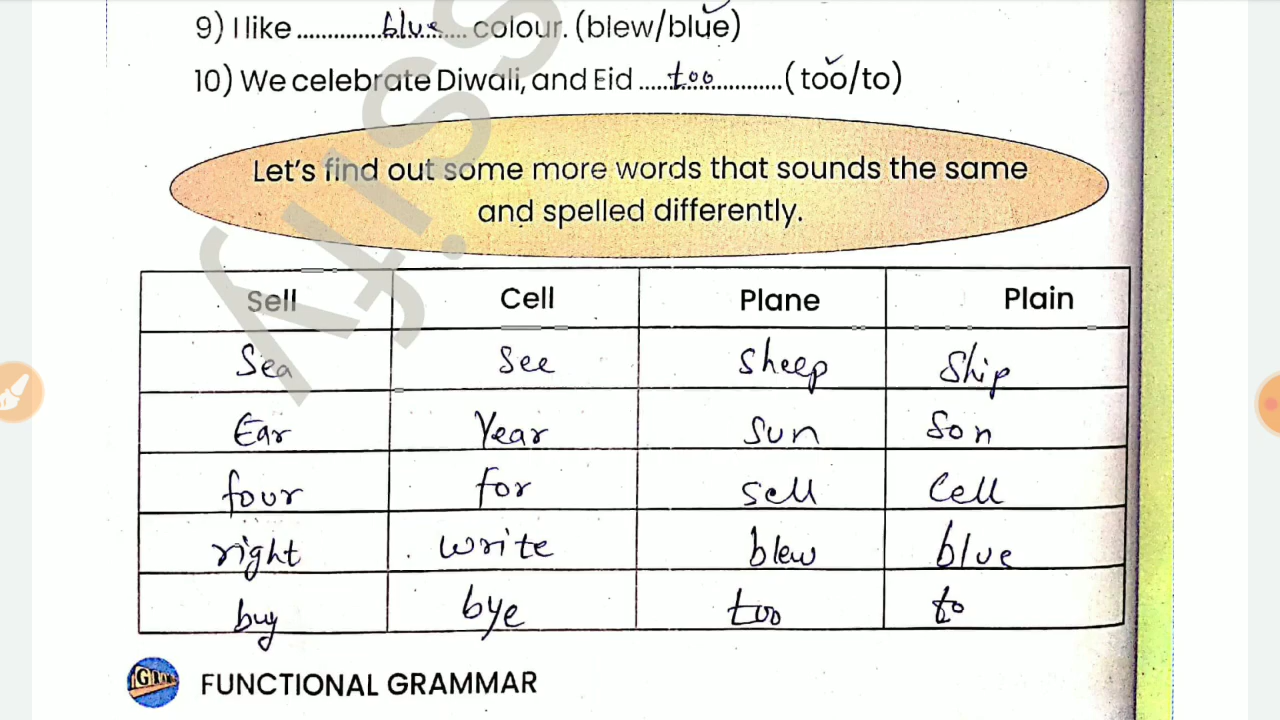 9) I like ...............blue..... colour. (blew/blue)
10) We celebrate Diwali, and Eid .....too............(too/to)
Let's find out some more words that sounds the same
and spelled differently.
Sell Cell Plane Plain
Sea See Sheep Ship
Ear Year Sun Son
four for sell Cell
right write blew blue
buy bye too to
FUNCTIONAL GRAMMAR